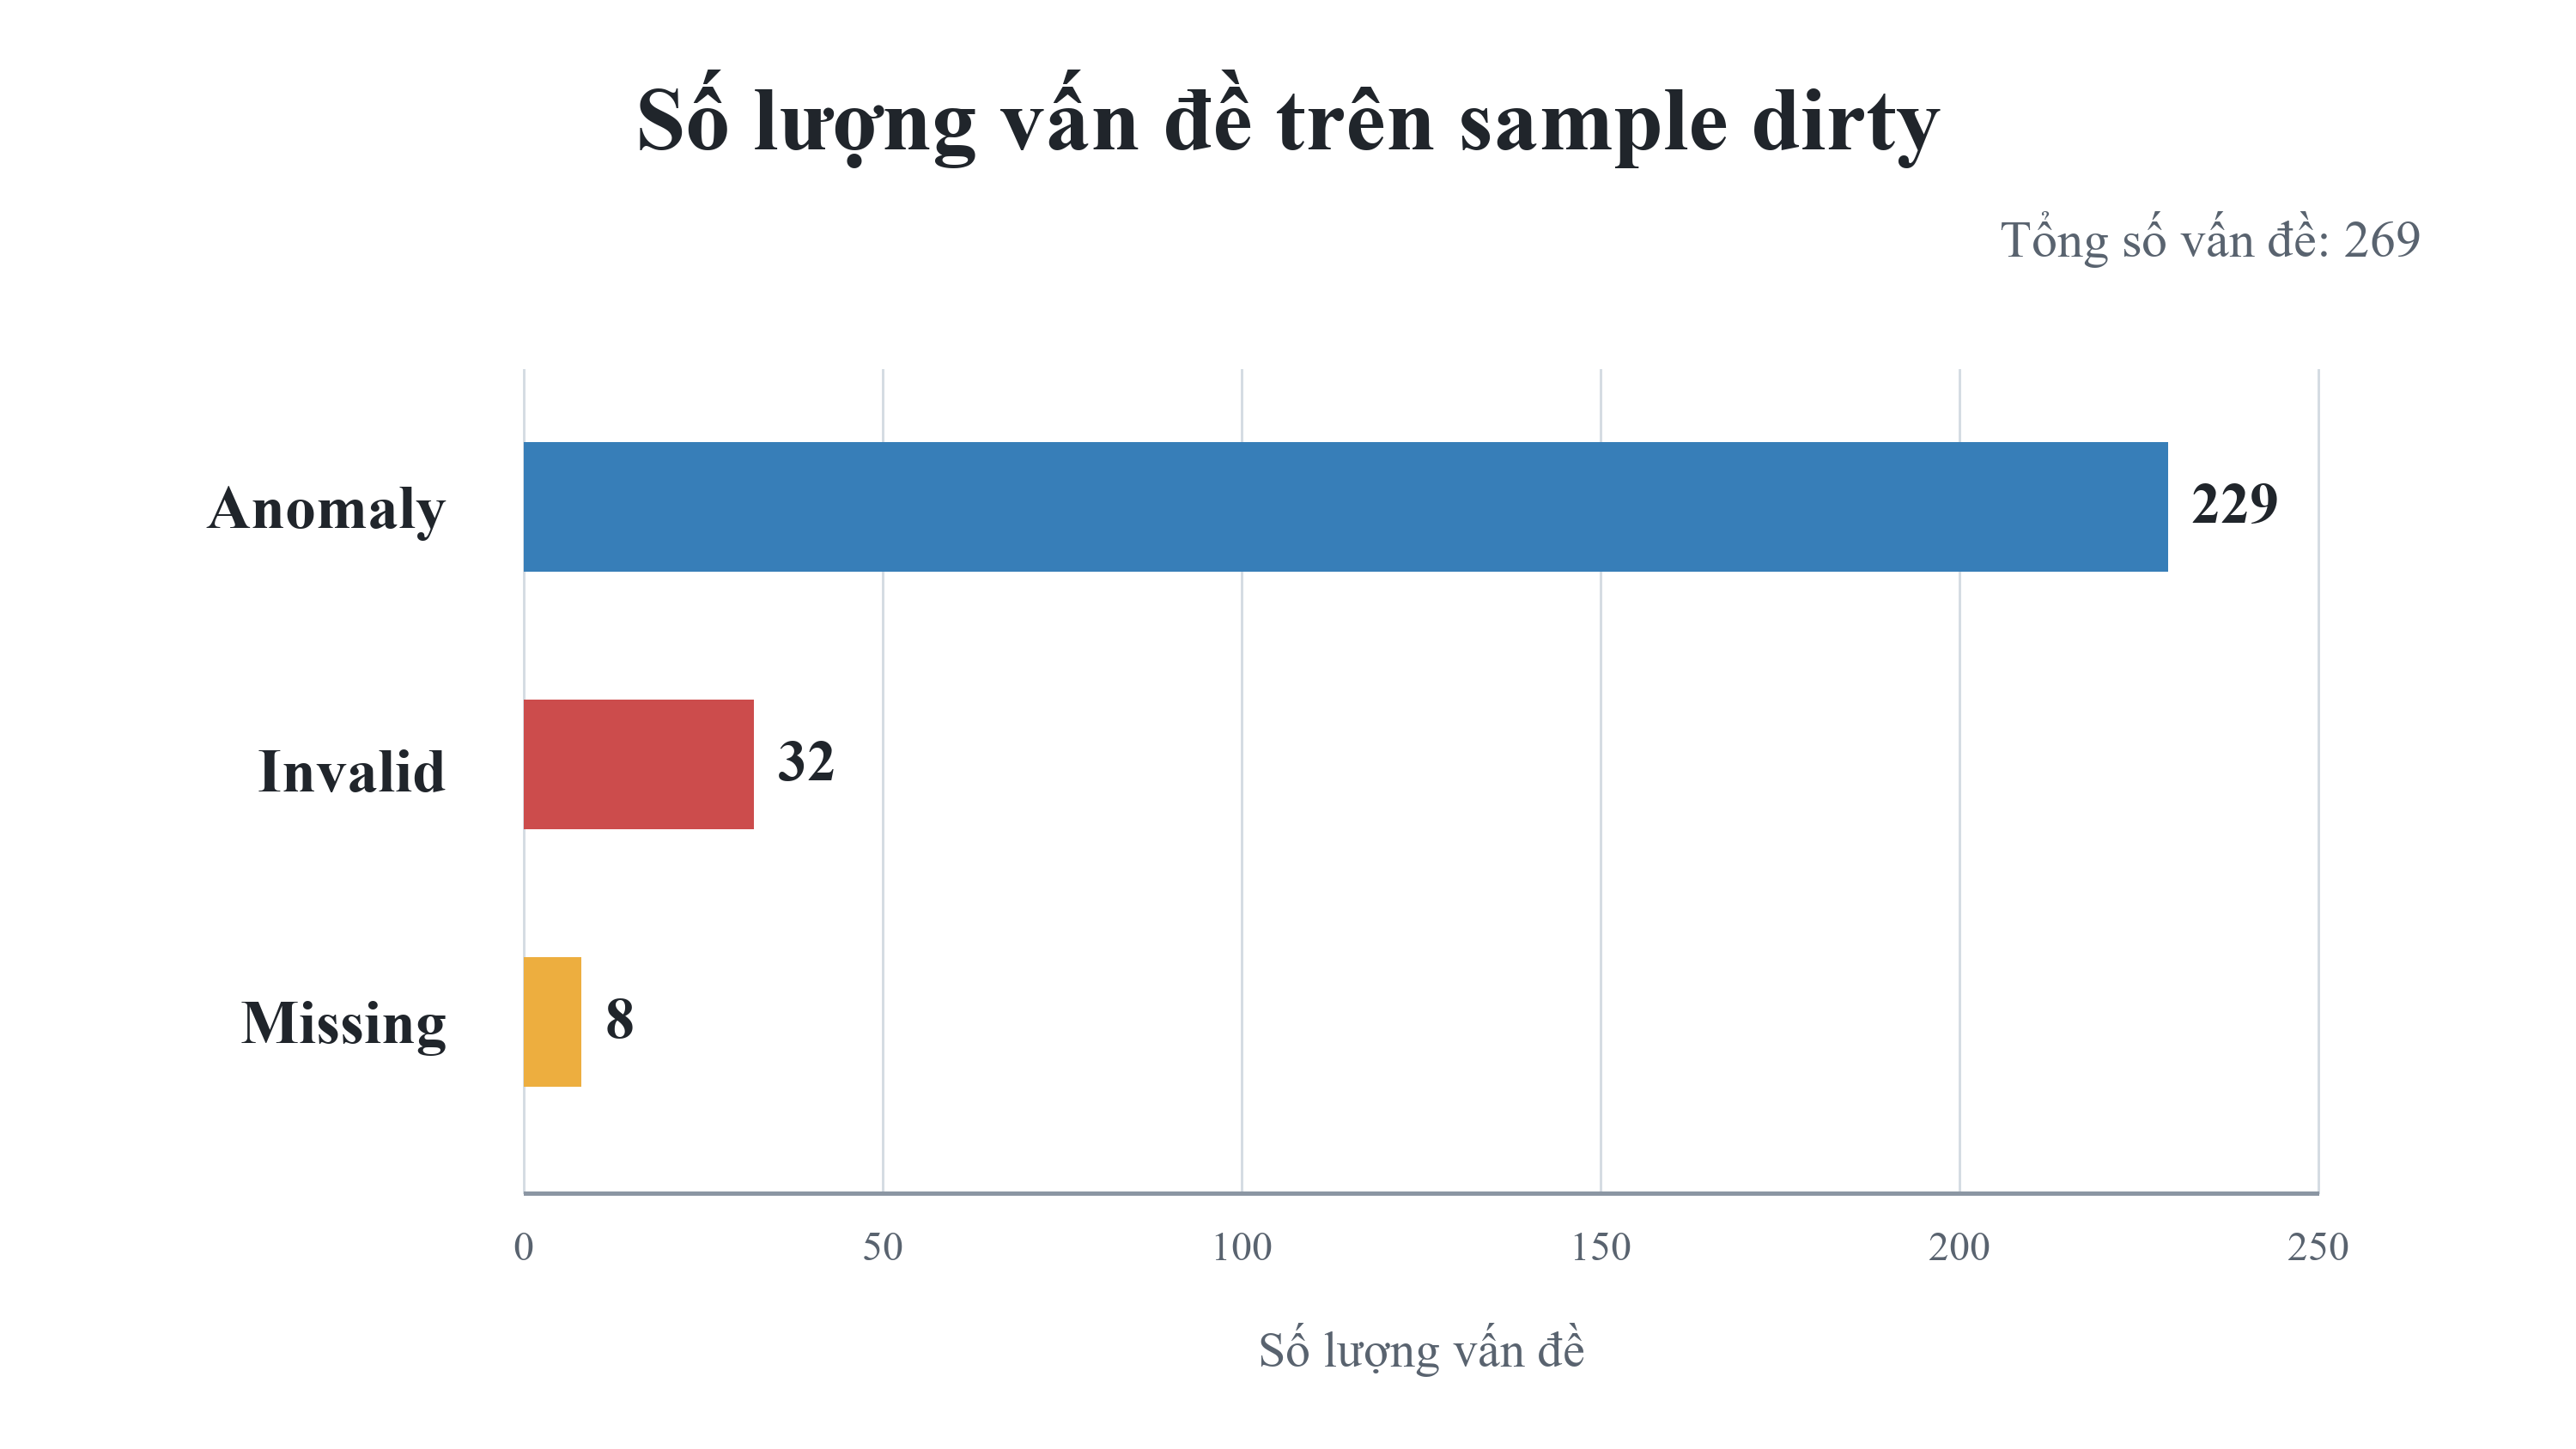 Số lượng vấn đề trên sample dirty
Tổng số vấn đề: 269
Anomaly
229
Invalid
32
Missing
8
0 50 100 150 200 250
Số lượng vấn đề